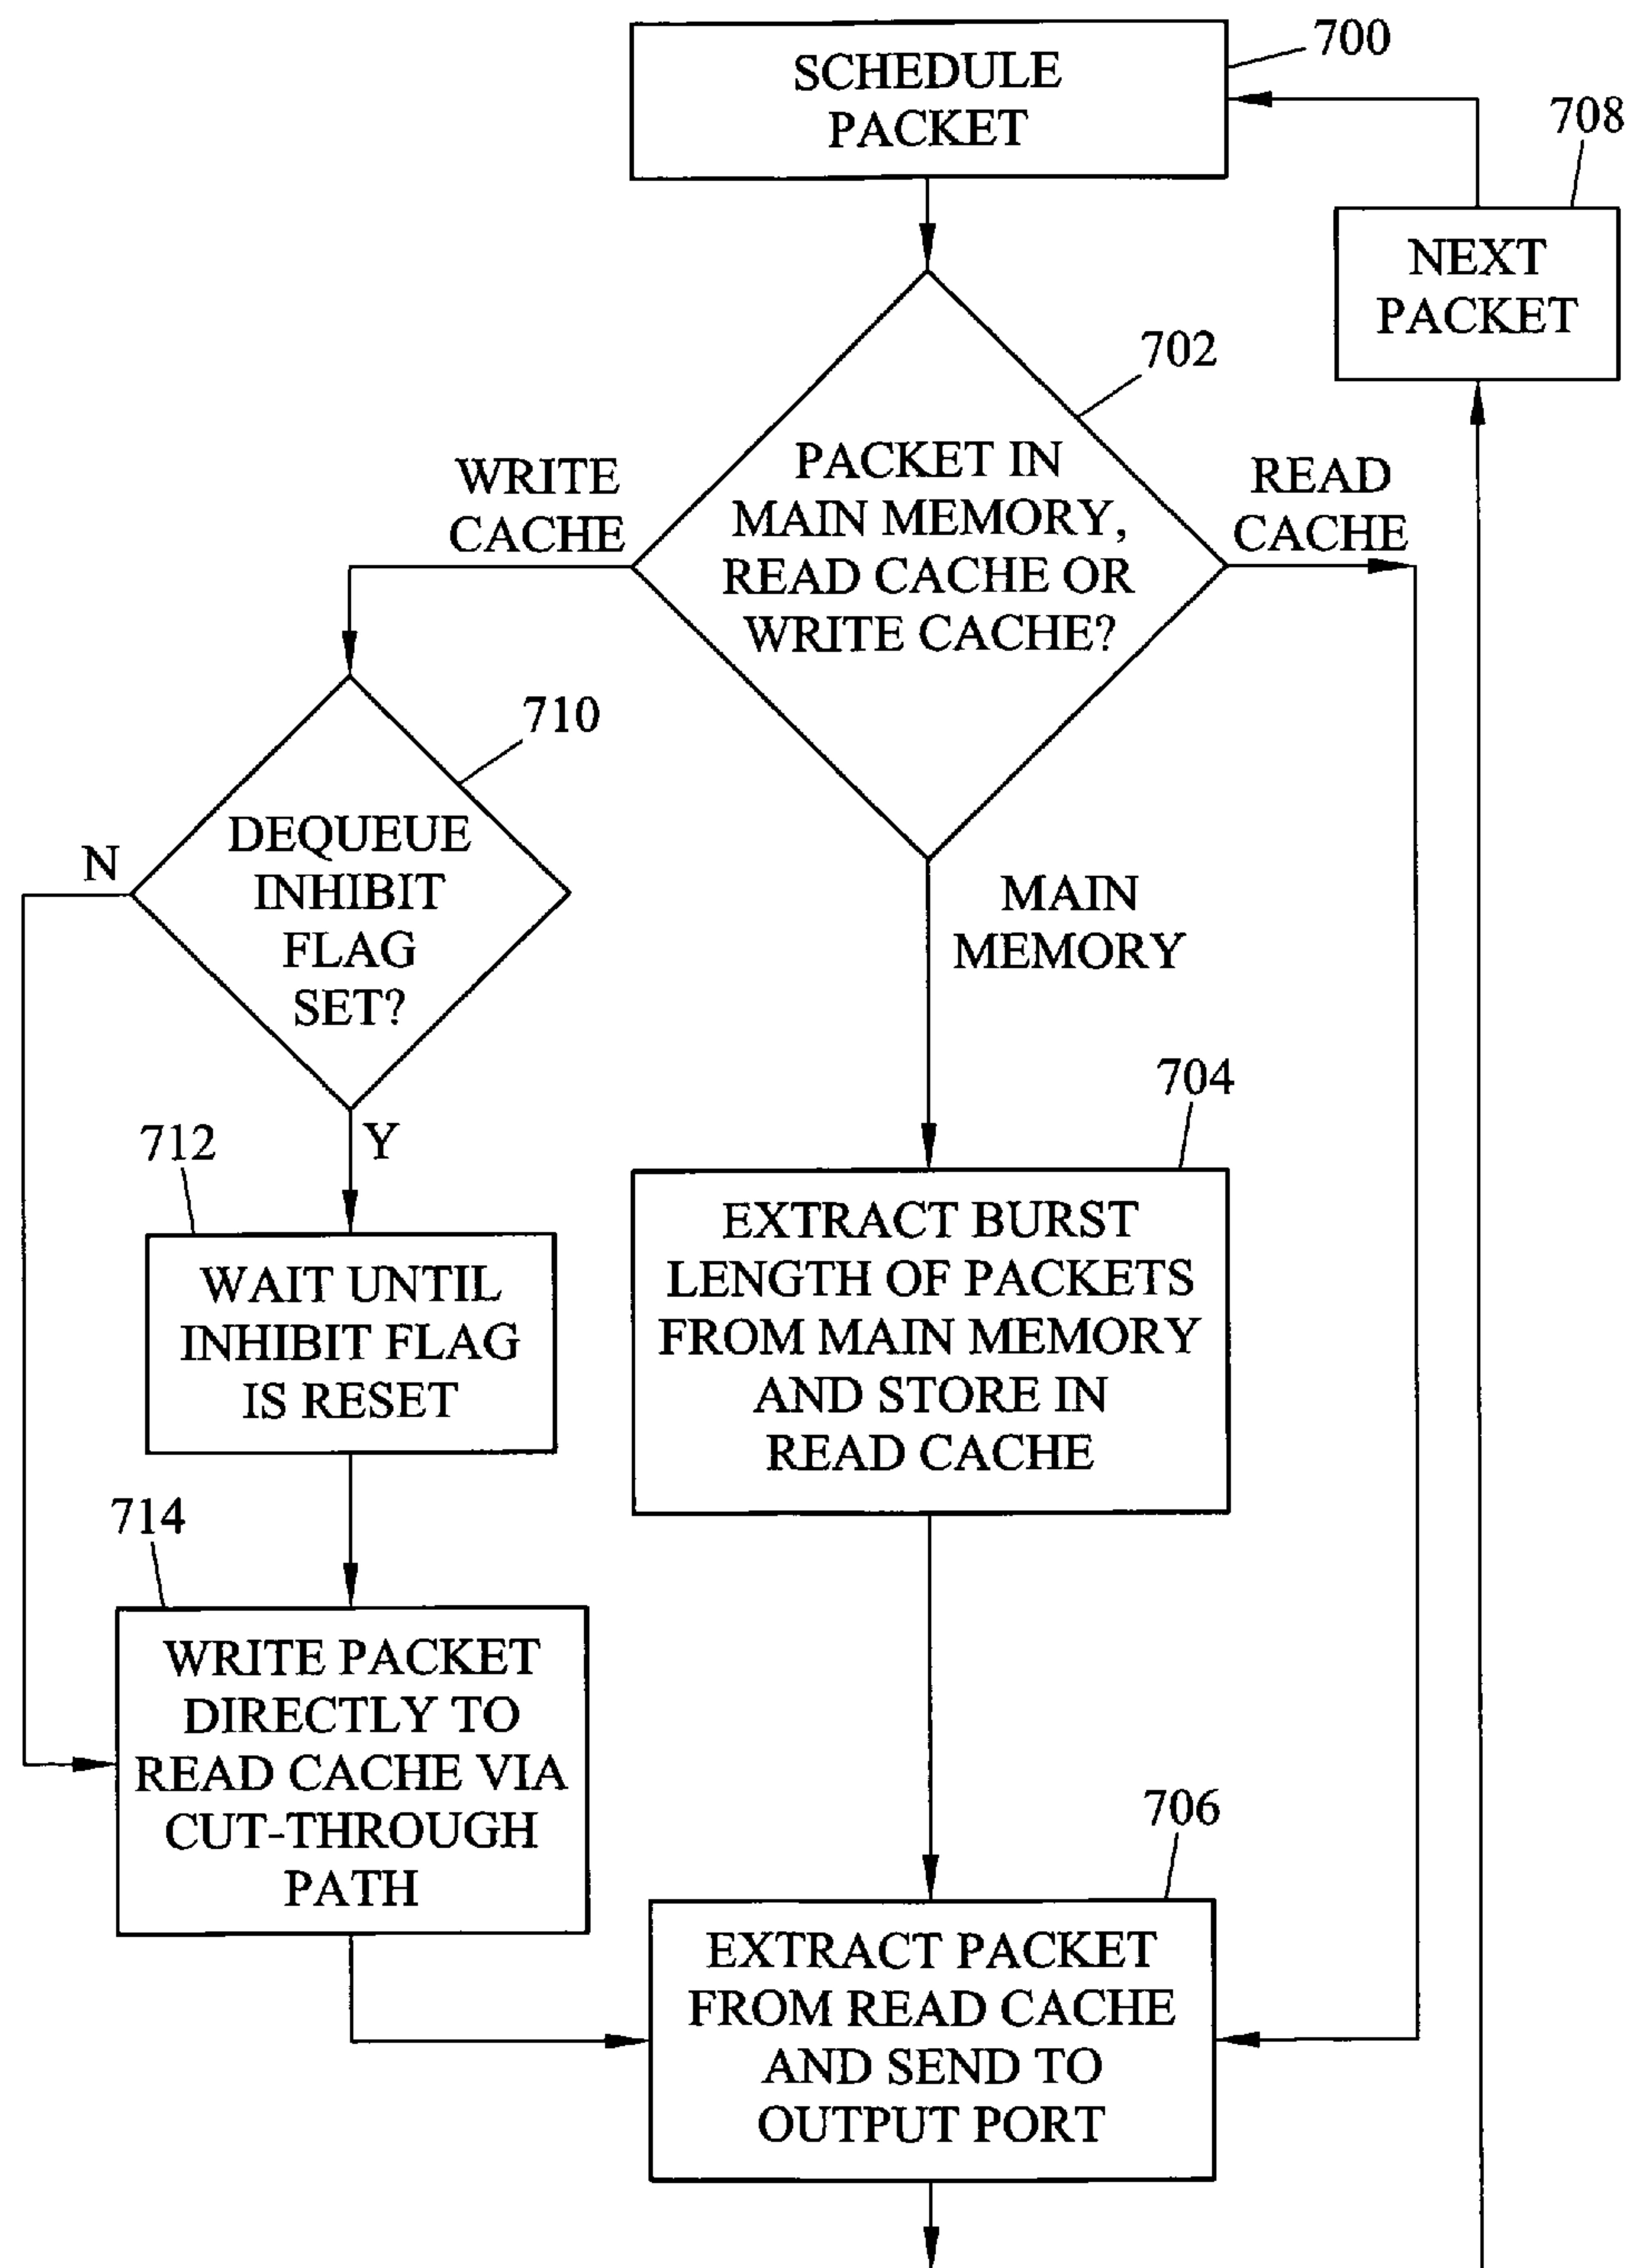 700
SCHEDULE
PACKET
708
NEXT
PACKET
702
PACKET IN
MAIN MEMORY,
READ CACHE OR
WRITE CACHE?
WRITE
CACHE
READ
CACHE
710
DEQUEUE
INHIBIT
FLAG
SET?
N
Y
MAIN
MEMORY
704
EXTRACT BURST
LENGTH OF PACKETS
FROM MAIN MEMORY
AND STORE IN
READ CACHE
712
WAIT UNTIL
INHIBIT FLAG
IS RESET
714
WRITE PACKET
DIRECTLY TO
READ CACHE VIA
CUT-THROUGH
PATH
706
EXTRACT PACKET
FROM READ CACHE
AND SEND TO
OUTPUT PORT